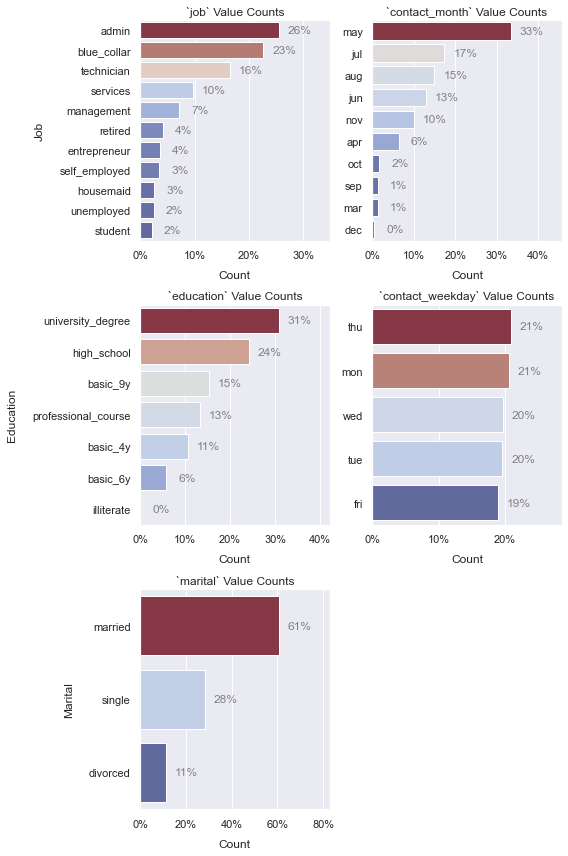 `job` Value Counts
admin 26%
blue_collar 23%
technician 16%
services 10%
management 7%
retired 4%
entrepreneur 4%
self_employed 3%
housemaid 3%
unemployed 2%
student 2%
0% 10% 20% 30%
Count
Job
`contact_month` Value Counts
may 33%
jul 17%
aug 15%
jun 13%
nov 10%
apr 6%
oct 2%
sep 1%
mar 1%
dec 0%
0% 20% 40%
Count
`education` Value Counts
university_degree 31%
high_school 24%
basic_9y 15%
professional_course 13%
basic_4y 11%
basic_6y 6%
illiterate 0%
0% 10% 20% 30% 40%
Count
Education
`contact_weekday` Value Counts
thu 21%
mon 21%
wed 20%
tue 20%
fri 19%
0% 10% 20%
Count
`marital` Value Counts
married 61%
single 28%
divorced 11%
0% 20% 40% 60% 80%
Count
Marital